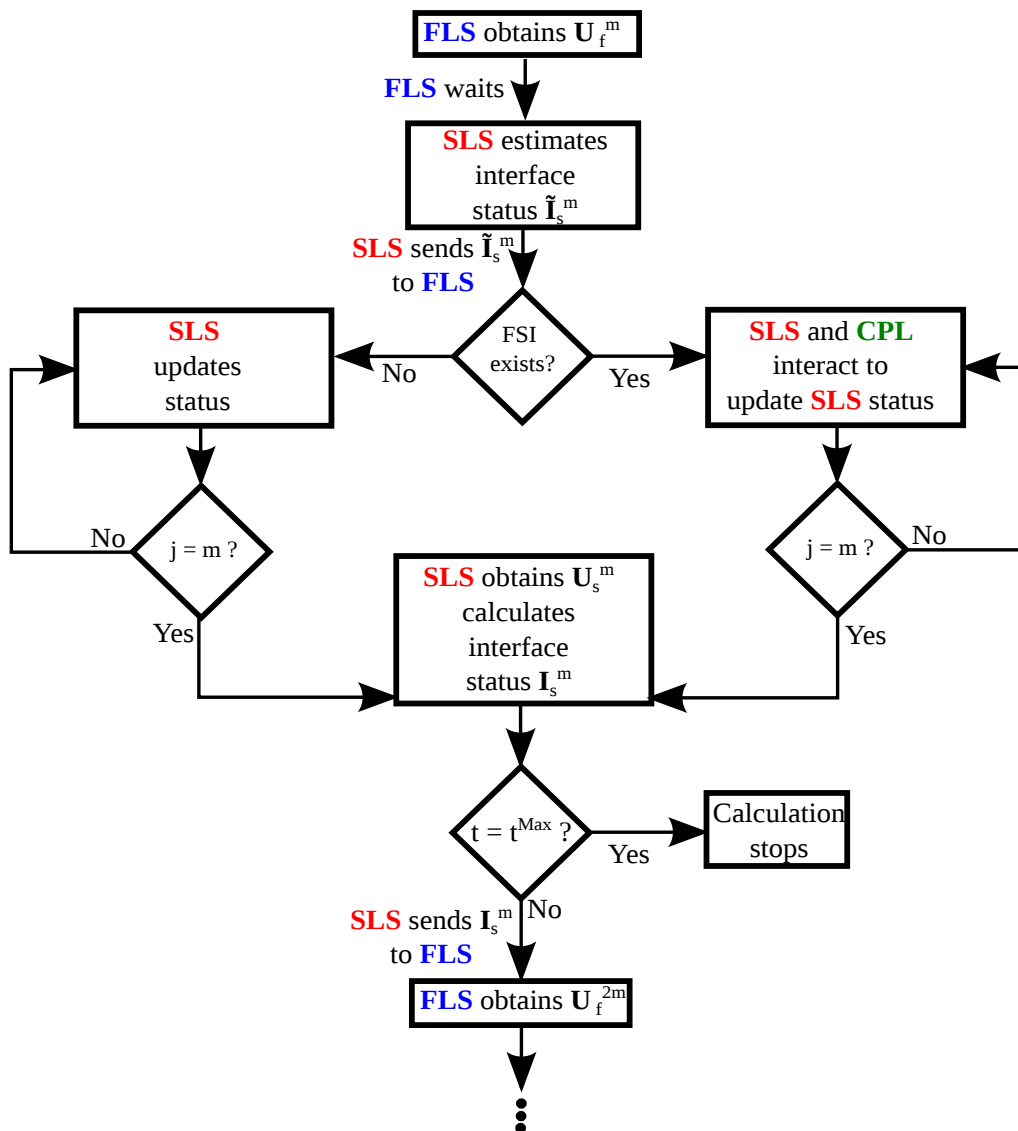 FLS obtains U_f^m
FLS waits
SLS estimates
interface
status Ĩ_s^m
SLS sends Ĩ_s^m
to FLS
FSI
exists?
No
Yes
SLS
updates
status
SLS and CPL
interact to
update SLS status
j = m ?
No
Yes
j = m ?
No
Yes
SLS obtains U_s^m
calculates
interface
status I_s^m
t = t^Max ?
Yes
Calculation
stops
No
SLS sends I_s^m
to FLS
FLS obtains U_f^2m